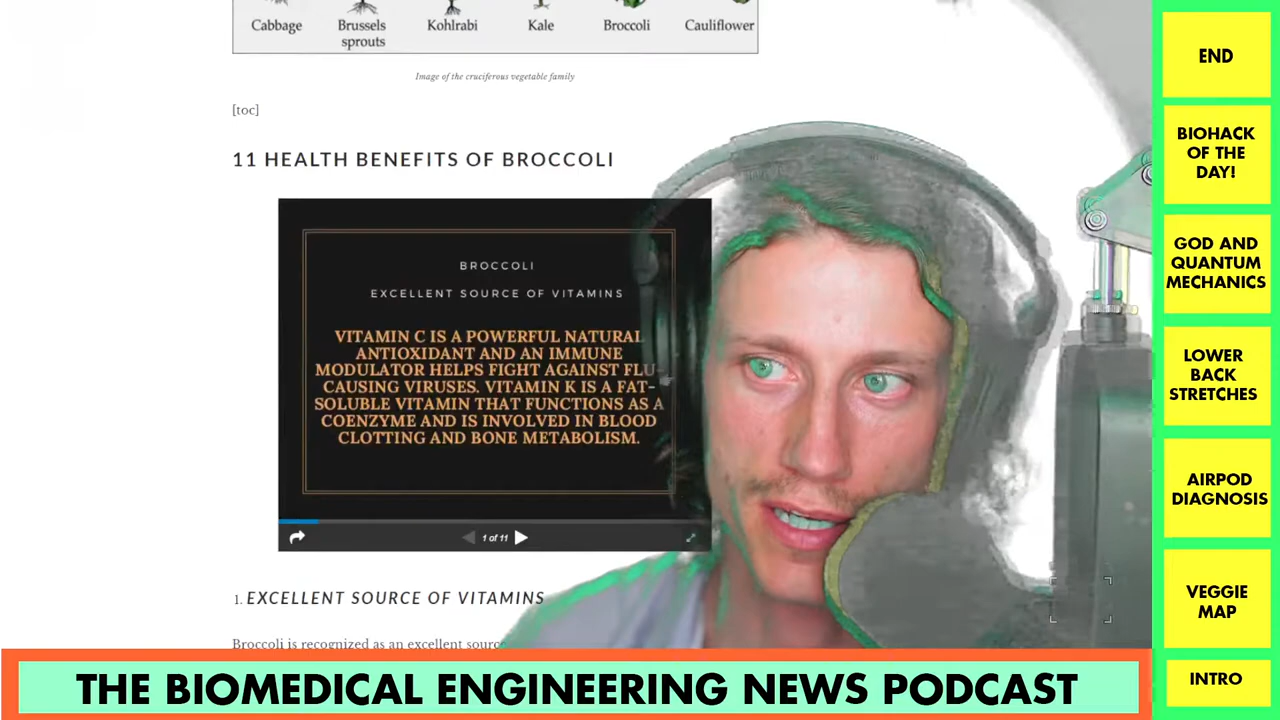 Cabbage
Brussels
sprouts
Kohlrabi
Kale
Broccoli
Cauliflower
Image of the cruciferous vegetable family
[toc]
11 HEALTH BENEFITS OF BROCCOLI
BROCCOLI
EXCELLENT SOURCE OF VITAMINS
VITAMIN C IS A POWERFUL NATURAL
ANTIOXIDANT AND AN IMMUNE
MODULATOR HELPS FIGHT AGAINST FLU-
CAUSING VIRUSES. VITAMIN K IS A FAT-
SOLUBLE VITAMIN THAT FUNCTIONS AS A
COENZYME AND IS INVOLVED IN BLOOD
CLOTTING AND BONE METABOLISM.
1 of 11
1. EXCELLENT SOURCE OF VITAMINS
Broccoli is recognized as an excellent
THE BIOMEDICAL ENGINEERING NEWS PODCAST
END
BIOHACK
OF THE
DAY!
GOD AND
QUANTUM
MECHANICS
LOWER
BACK
STRETCHES
AIRPOD
DIAGNOSIS
VEGGIE
MAP
INTRO